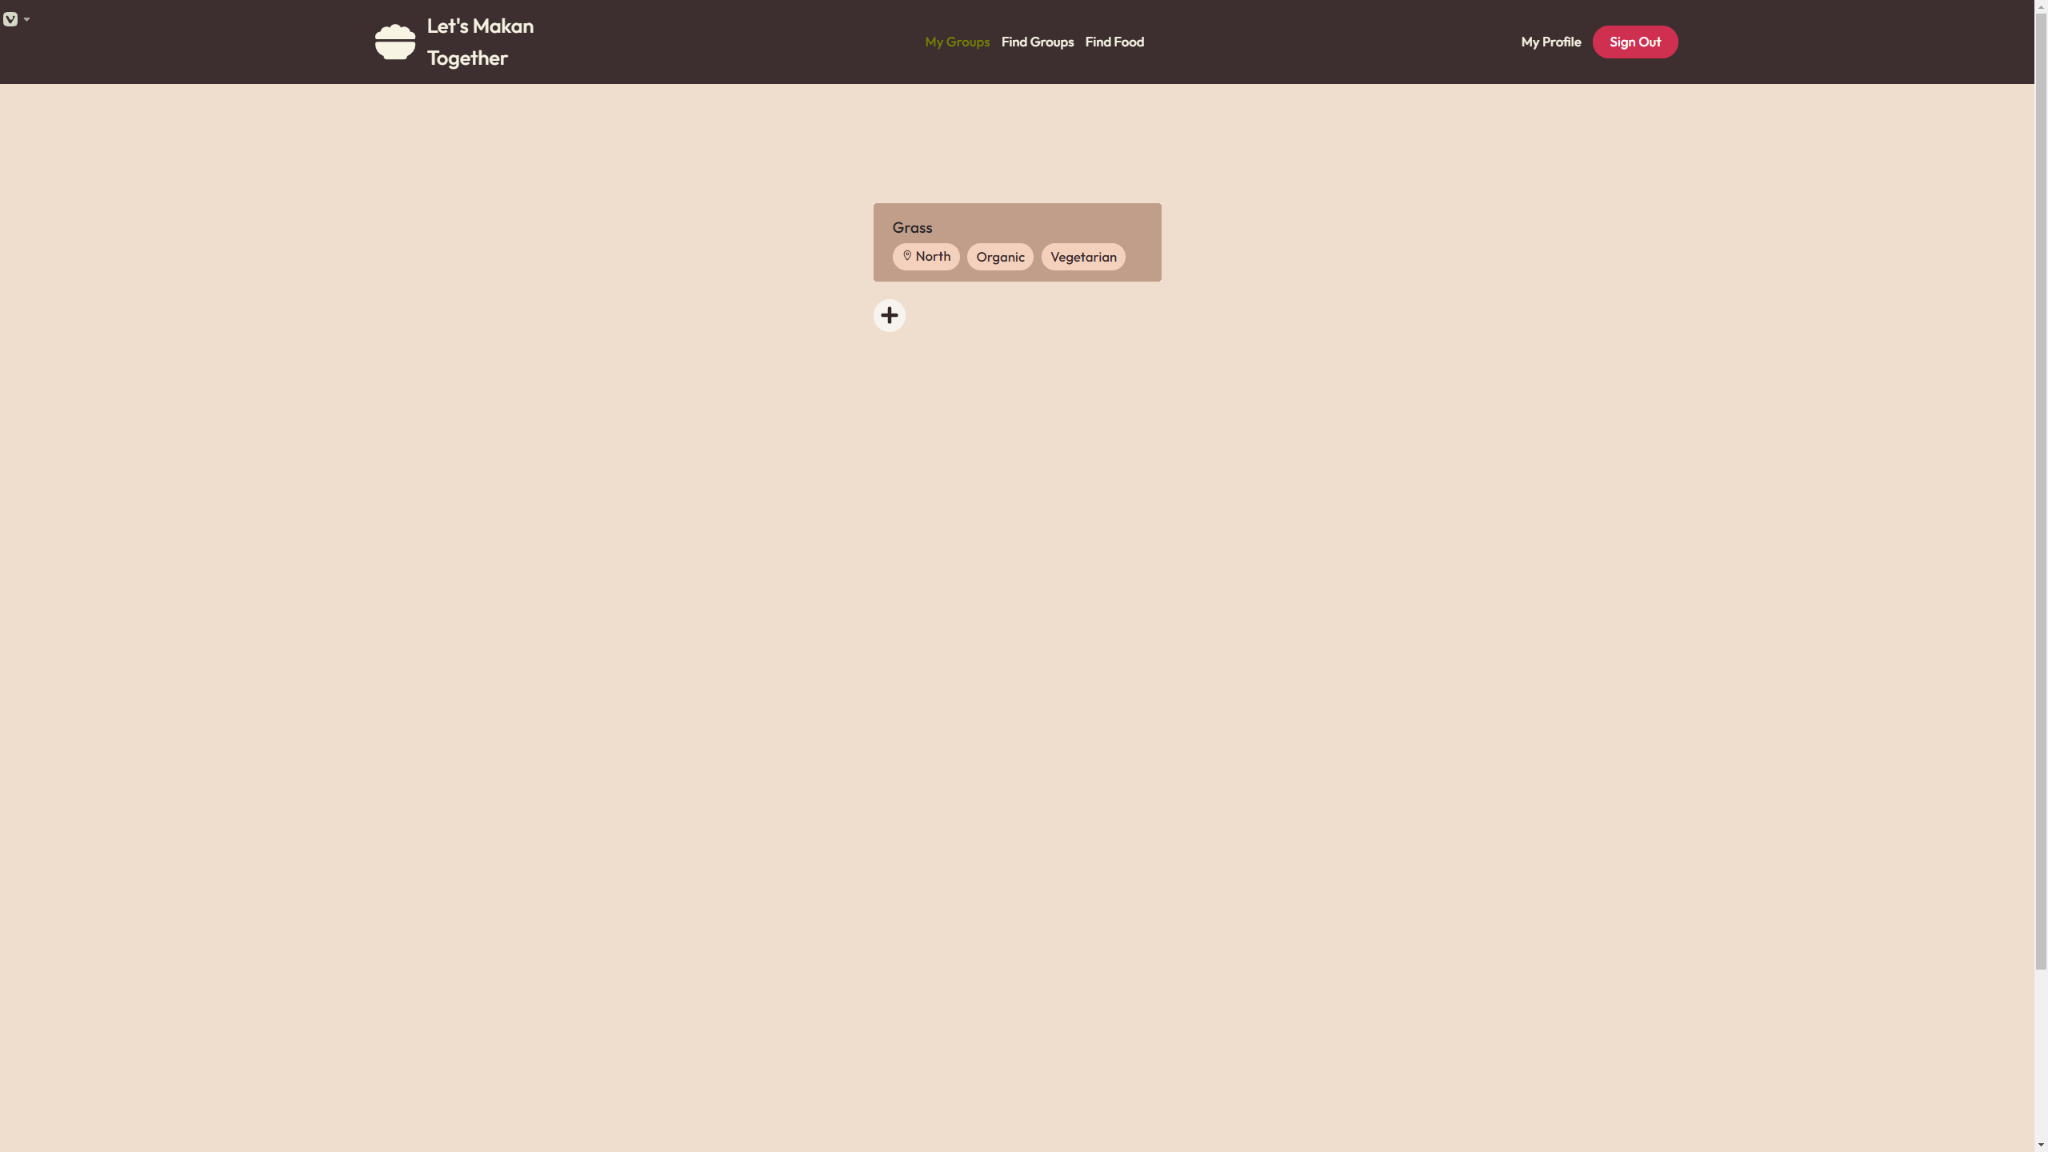 Let's Makan
Together
My Groups Find Groups Find Food
My Profile Sign Out
Grass
North Organic Vegetarian